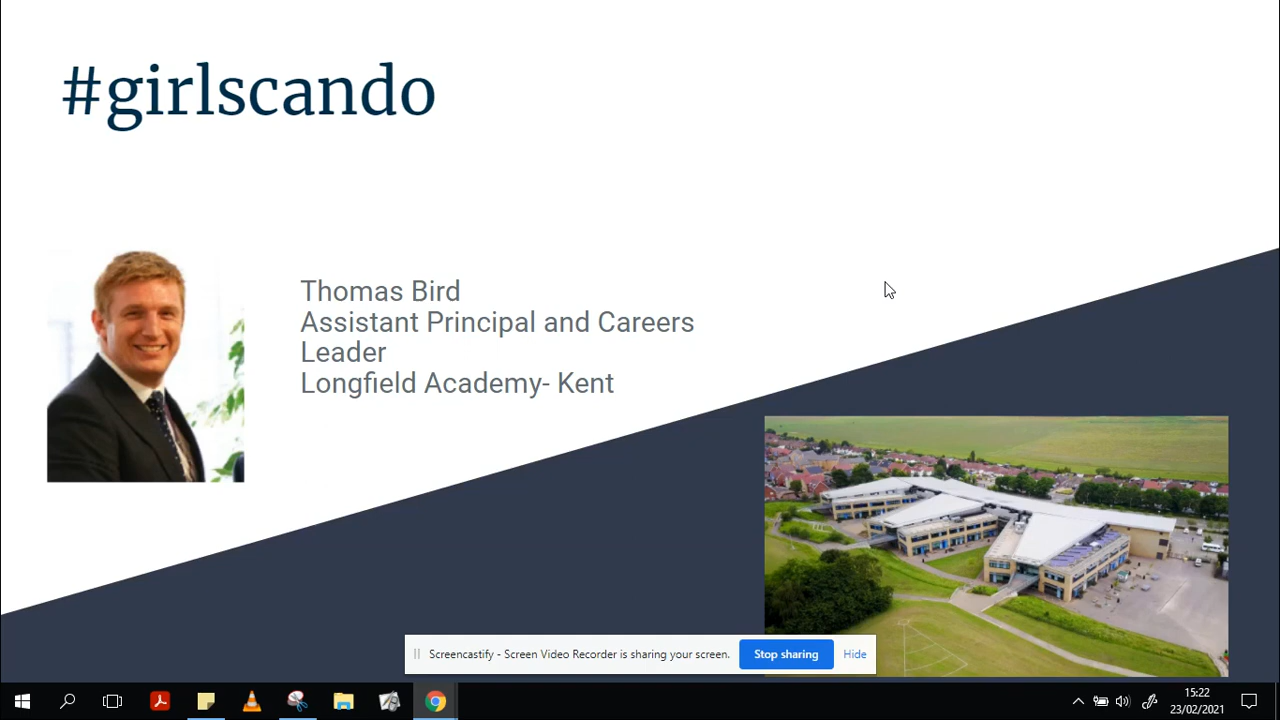 #girlscando
Thomas Bird
Assistant Principal and Careers
Leader
Longfield Academy- Kent
Screencastify - Screen Video Recorder is sharing your screen.
Stop sharing
Hide
15:22
23/02/2021